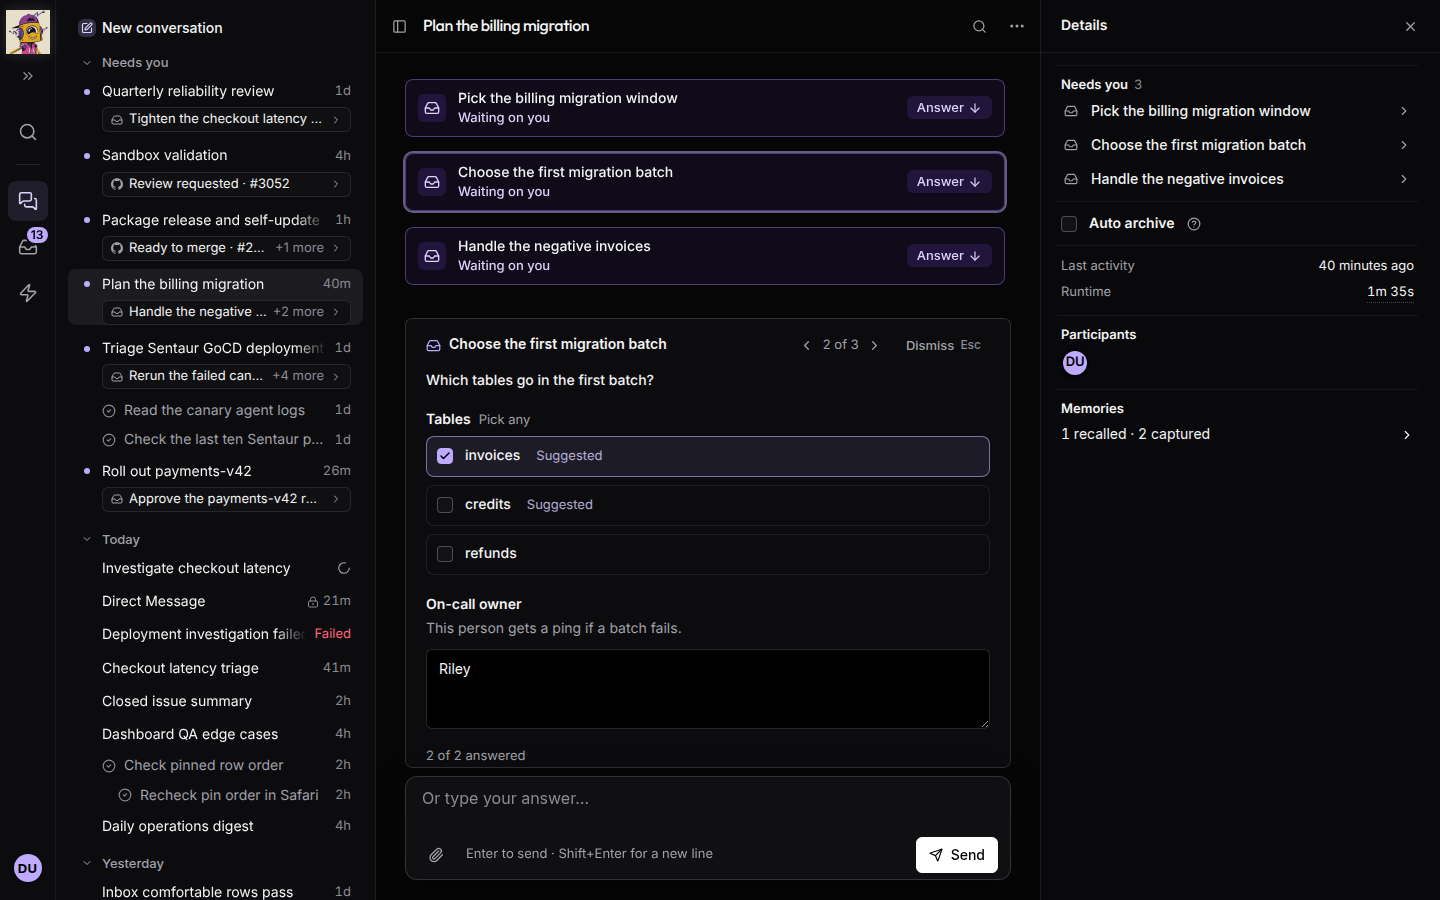 New conversation
Needs you
Quarterly reliability review 1d
Tighten the checkout latency ...
Sandbox validation 4h
Review requested · #3052
Package release and self-update 1h
Ready to merge · #2... +1 more
Plan the billing migration 40m
Handle the negative ... +2 more
Triage Sentaur GoCD deployment 1d
Rerun the failed can... +4 more
Read the canary agent logs 1d
Check the last ten Sentaur p... 1d
Roll out payments-v42 26m
Approve the payments-v42 r...
Today
Investigate checkout latency
Direct Message 21m
Deployment investigation failed Failed
Checkout latency triage 41m
Closed issue summary 2h
Dashboard QA edge cases 4h
Check pinned row order 2h
Recheck pin order in Safari 2h
Daily operations digest 4h
Yesterday
Inbox comfortable rows pass 1d
13
DU
Plan the billing migration
Pick the billing migration window
Waiting on you
Answer
Choose the first migration batch
Waiting on you
Answer
Handle the negative invoices
Waiting on you
Answer
Choose the first migration batch 2 of 3 Dismiss Esc
Which tables go in the first batch?
Tables Pick any
invoices Suggested
credits Suggested
refunds
On-call owner
This person gets a ping if a batch fails.
Riley
2 of 2 answered
Or type your answer...
Enter to send · Shift+Enter for a new line
Send
Details
Needs you 3
Pick the billing migration window
Choose the first migration batch
Handle the negative invoices
Auto archive
Last activity 40 minutes ago
Runtime 1m 35s
Participants
DU
Memories
1 recalled · 2 captured